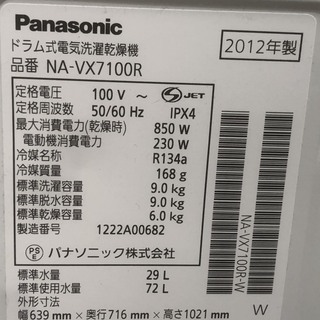 Panasonic
ドラム式電気洗濯乾燥機 2012年製
品番 NA-VX7100R
定格電圧 100 V～ S JET
定格周波数 50/60 Hz IPX4
最大消費電力(乾燥時) 850 W
電動機消費電力 230 W
冷媒名称 R134a
冷媒質量 168 g
標準洗濯容量 9.0 kg
標準脱水容量 9.0 kg
標準乾燥容量 6.0 kg
製造番号 1222A00682
PS E パナソニック株式会社
標準水量 29 L
標準使用水量 72 L
外形寸法
幅639 mm×奥行716 mm×高さ1021 mm
NA-VX7100R-W
W